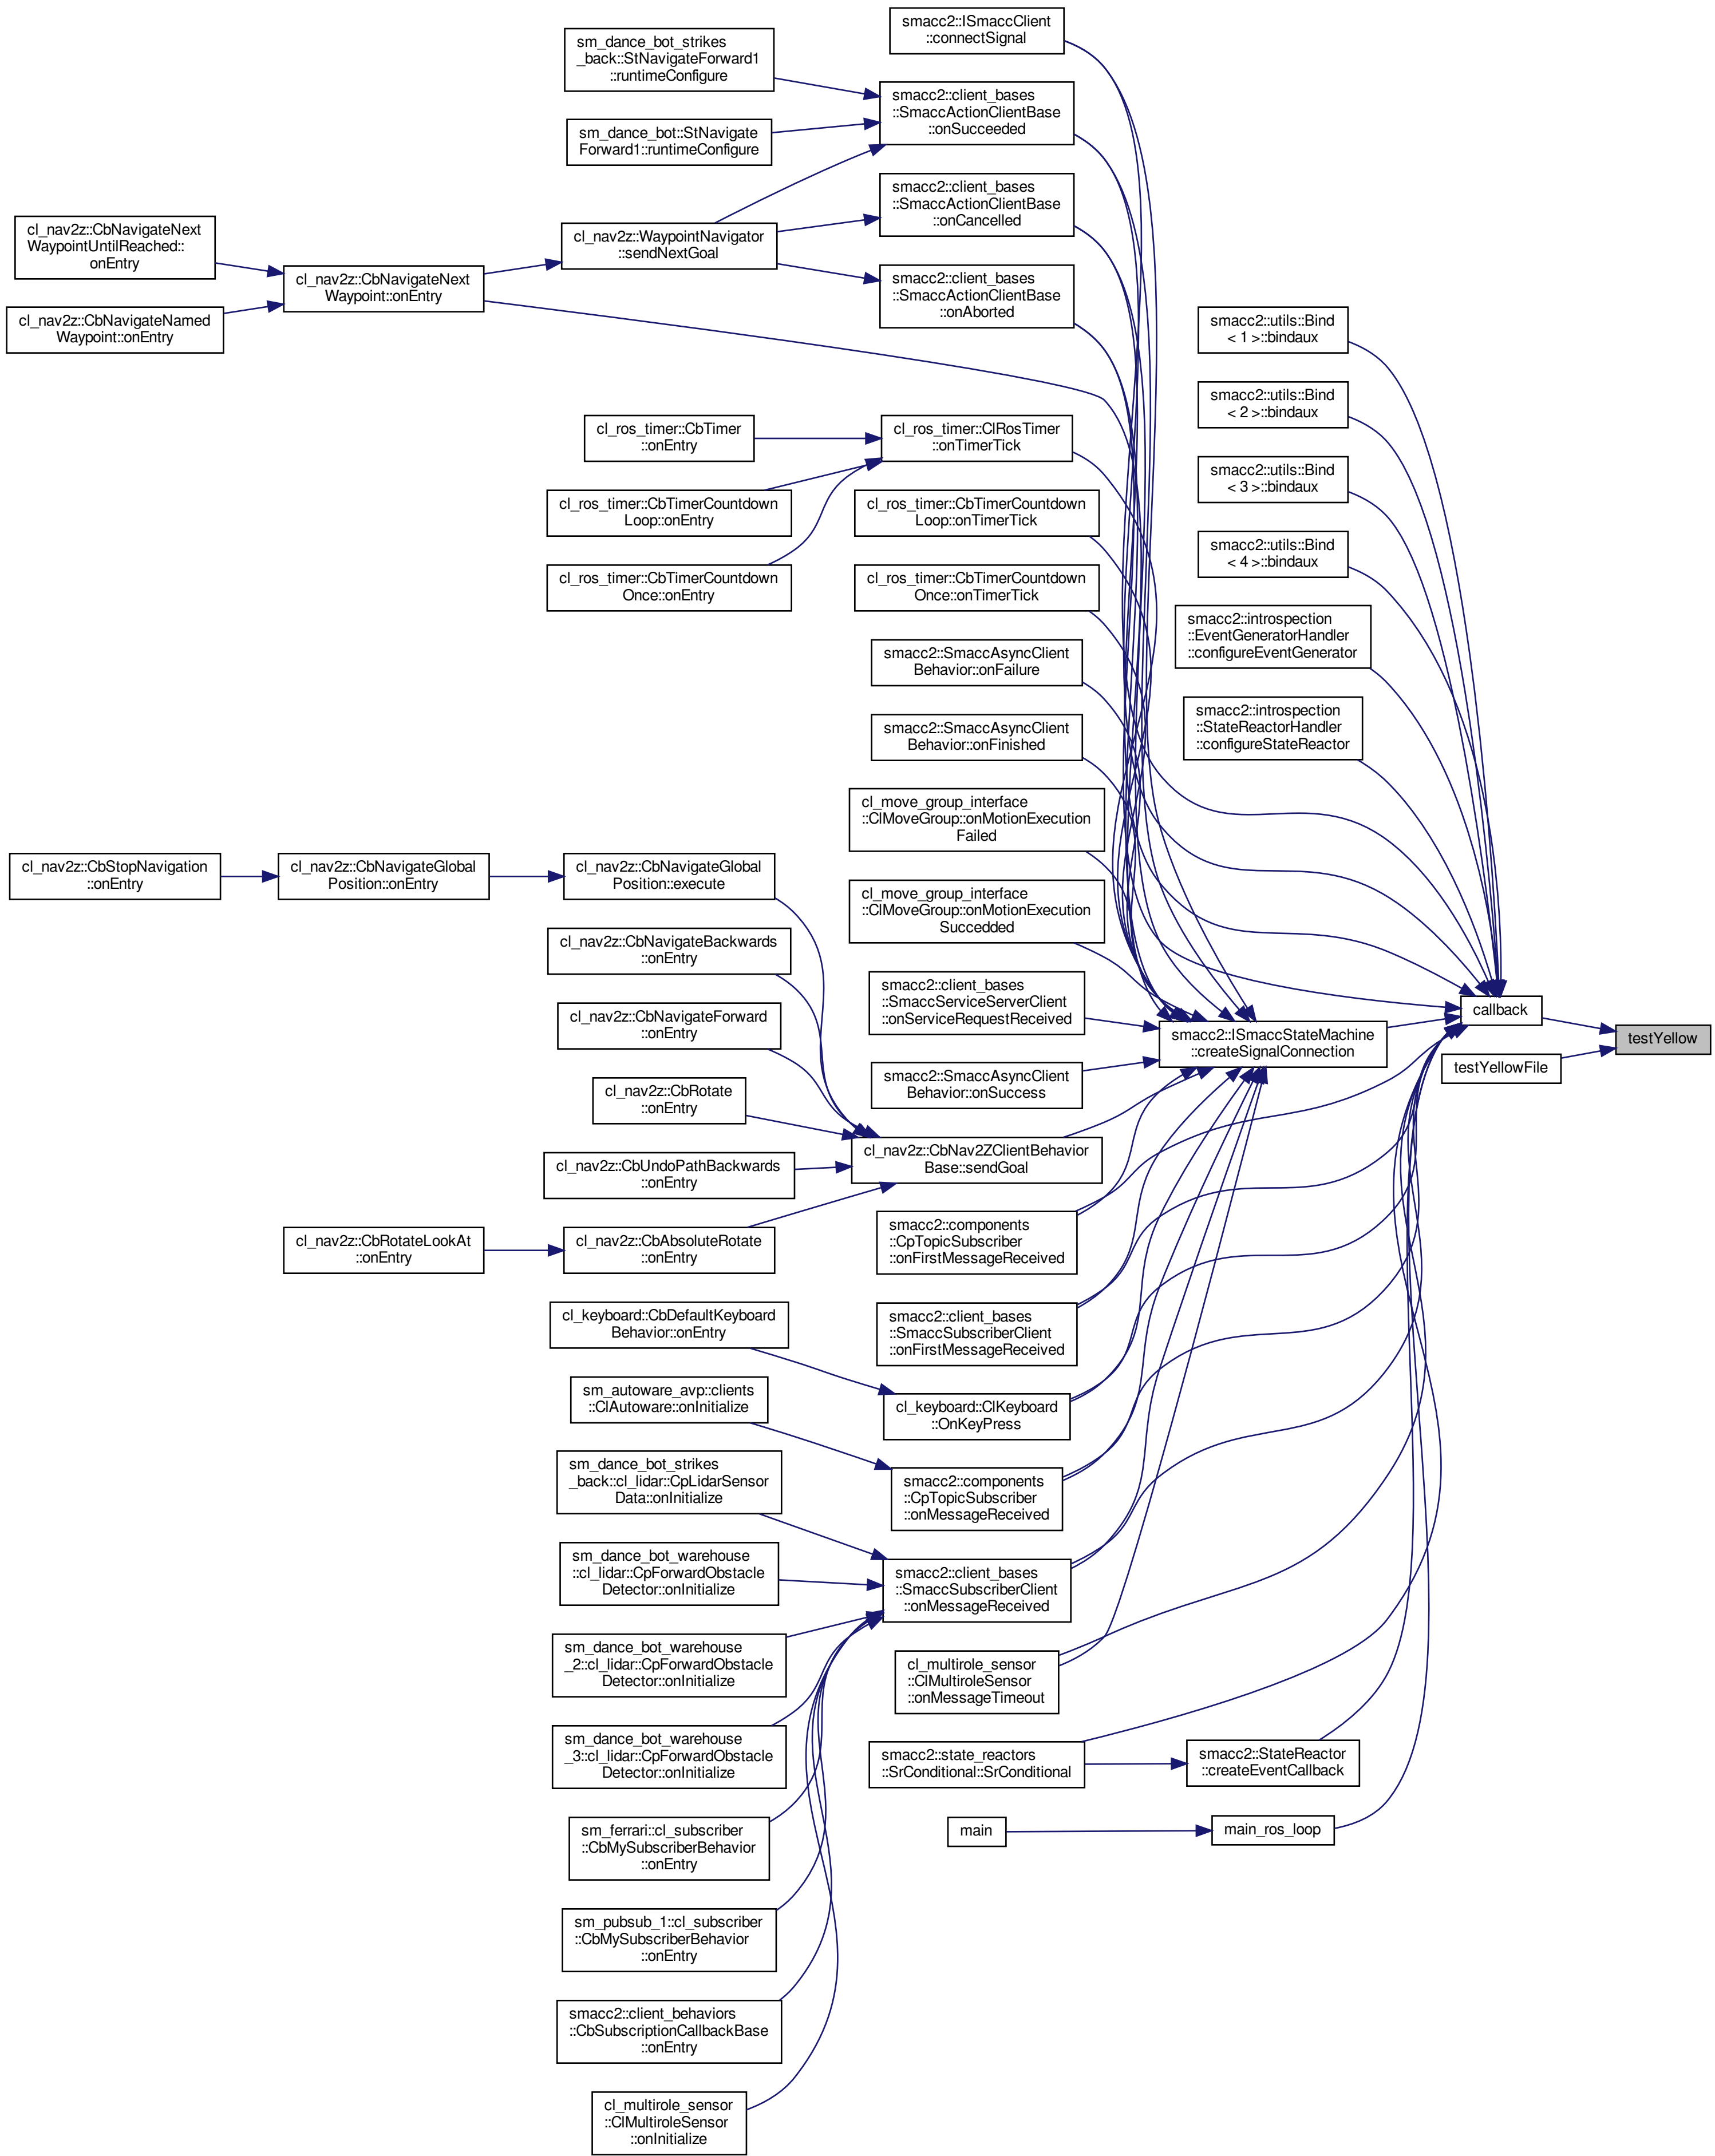 smacc2::ISmaccClient
::connectSignal
sm_dance_bot_strikes
_back::StNavigateForward1
::runtimeConfigure
smacc2::client_bases
::SmaccActionClientBase
::onSucceeded
sm_dance_bot::StNavigate
Forward1::runtimeConfigure
smacc2::client_bases
::SmaccActionClientBase
::onCancelled
cl_nav2z::CbNavigateNext
WaypointUntilReached::
onEntry
cl_nav2z::WaypointNavigator
::sendNextGoal
cl_nav2z::CbNavigateNext
Waypoint::onEntry
smacc2::client_bases
::SmaccActionClientBase
::onAborted
cl_nav2z::CbNavigateNamed
Waypoint::onEntry
smacc2::utils::Bind
< 1 >::bindaux
smacc2::utils::Bind
< 2 >::bindaux
cl_ros_timer::CbTimer
::onEntry
cl_ros_timer::ClRosTimer
::onTimerTick
smacc2::utils::Bind
< 3 >::bindaux
cl_ros_timer::CbTimerCountdown
Loop::onEntry
cl_ros_timer::CbTimerCountdown
Loop::onTimerTick
smacc2::utils::Bind
< 4 >::bindaux
cl_ros_timer::CbTimerCountdown
Once::onEntry
cl_ros_timer::CbTimerCountdown
Once::onTimerTick
smacc2::introspection
::EventGeneratorHandler
::configureEventGenerator
smacc2::SmaccAsyncClient
Behavior::onFailure
smacc2::introspection
::StateReactorHandler
::configureStateReactor
smacc2::SmaccAsyncClient
Behavior::onFinished
cl_move_group_interface
::ClMoveGroup::onMotionExecution
Failed
cl_nav2z::CbStopNavigation
::onEntry
cl_nav2z::CbNavigateGlobal
Position::onEntry
cl_nav2z::CbNavigateGlobal
Position::execute
cl_move_group_interface
::ClMoveGroup::onMotionExecution
Succedded
cl_nav2z::CbNavigateBackwards
::onEntry
smacc2::client_bases
::SmaccServiceServerClient
::onServiceRequestReceived
callback
cl_nav2z::CbNavigateForward
::onEntry
smacc2::ISmaccStateMachine
::createSignalConnection
testYellow
testYellowFile
smacc2::SmaccAsyncClient
Behavior::onSuccess
cl_nav2z::CbRotate
::onEntry
cl_nav2z::CbNav2ZClientBehavior
Base::sendGoal
cl_nav2z::CbUndoPathBackwards
::onEntry
smacc2::components
::CpTopicSubscriber
::onFirstMessageReceived
cl_nav2z::CbRotateLookAt
::onEntry
cl_nav2z::CbAbsoluteRotate
::onEntry
smacc2::client_bases
::SmaccSubscriberClient
::onFirstMessageReceived
cl_keyboard::CbDefaultKeyboard
Behavior::onEntry
cl_keyboard::ClKeyboard
::OnKeyPress
sm_autoware_avp::clients
::ClAutoware::onInitialize
smacc2::components
::CpTopicSubscriber
::onMessageReceived
sm_dance_bot_strikes
_back::cl_lidar::CpLidarSensor
Data::onInitialize
sm_dance_bot_warehouse
::cl_lidar::CpForwardObstacle
Detector::onInitialize
smacc2::client_bases
::SmaccSubscriberClient
::onMessageReceived
sm_dance_bot_warehouse
_2::cl_lidar::CpForwardObstacle
Detector::onInitialize
cl_multirole_sensor
::ClMultiroleSensor
::onMessageTimeout
sm_dance_bot_warehouse
_3::cl_lidar::CpForwardObstacle
Detector::onInitialize
smacc2::state_reactors
::SrConditional::SrConditional
smacc2::StateReactor
::createEventCallback
main
main_ros_loop
sm_ferrari::cl_subscriber
::CbMySubscriberBehavior
::onEntry
sm_pubsub_1::cl_subscriber
::CbMySubscriberBehavior
::onEntry
smacc2::client_behaviors
::CbSubscriptionCallbackBase
::onEntry
cl_multirole_sensor
::ClMultiroleSensor
::onInitialize